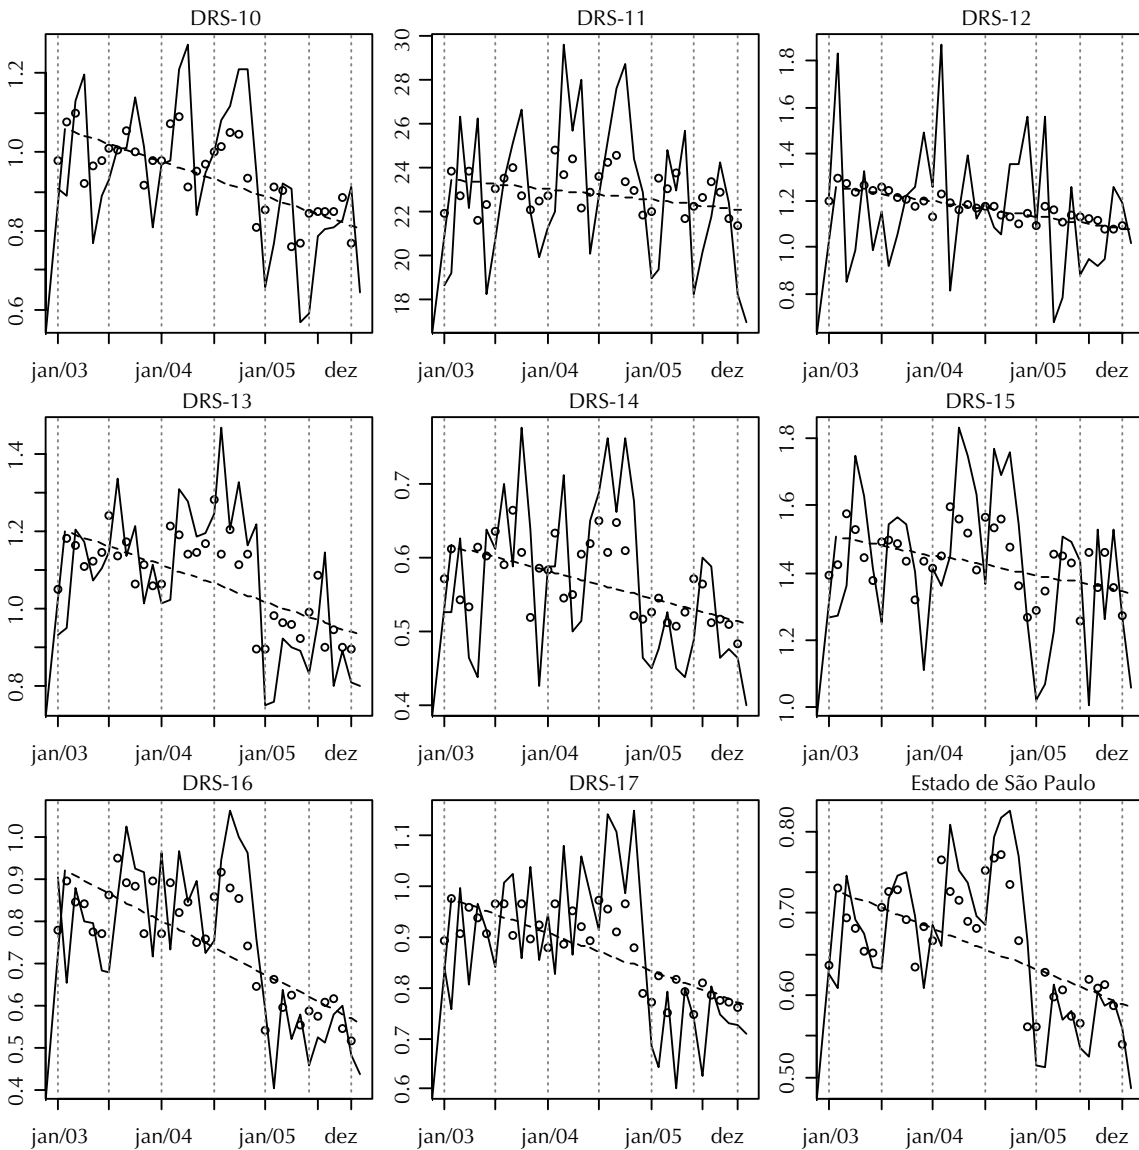 DRS-10 DRS-11 DRS-12
1.2 1.0 0.8 0.6
30 28 26 24 22 20 18
1.8 1.6 1.4 1.2 1.0 0.8
jan/03 jan/04 jan/05 dez jan/03 jan/04 jan/05 dez jan/03 jan/04 jan/05 dez
DRS-13 DRS-14 DRS-15
1.4 1.2 1.0 0.8
0.7 0.6 0.5 0.4
1.8 1.6 1.4 1.2 1.0
jan/03 jan/04 jan/05 dez jan/03 jan/04 jan/05 dez jan/03 jan/04 jan/05 dez
DRS-16 DRS-17 Estado de São Paulo
1.0 0.9 0.8 0.7 0.6 0.5 0.4
1.1 1.0 0.9 0.8 0.7 0.6
0.80 0.70 0.60 0.50
jan/03 jan/04 jan/05 dez jan/03 jan/04 jan/05 dez jan/03 jan/04 jan/05 dez